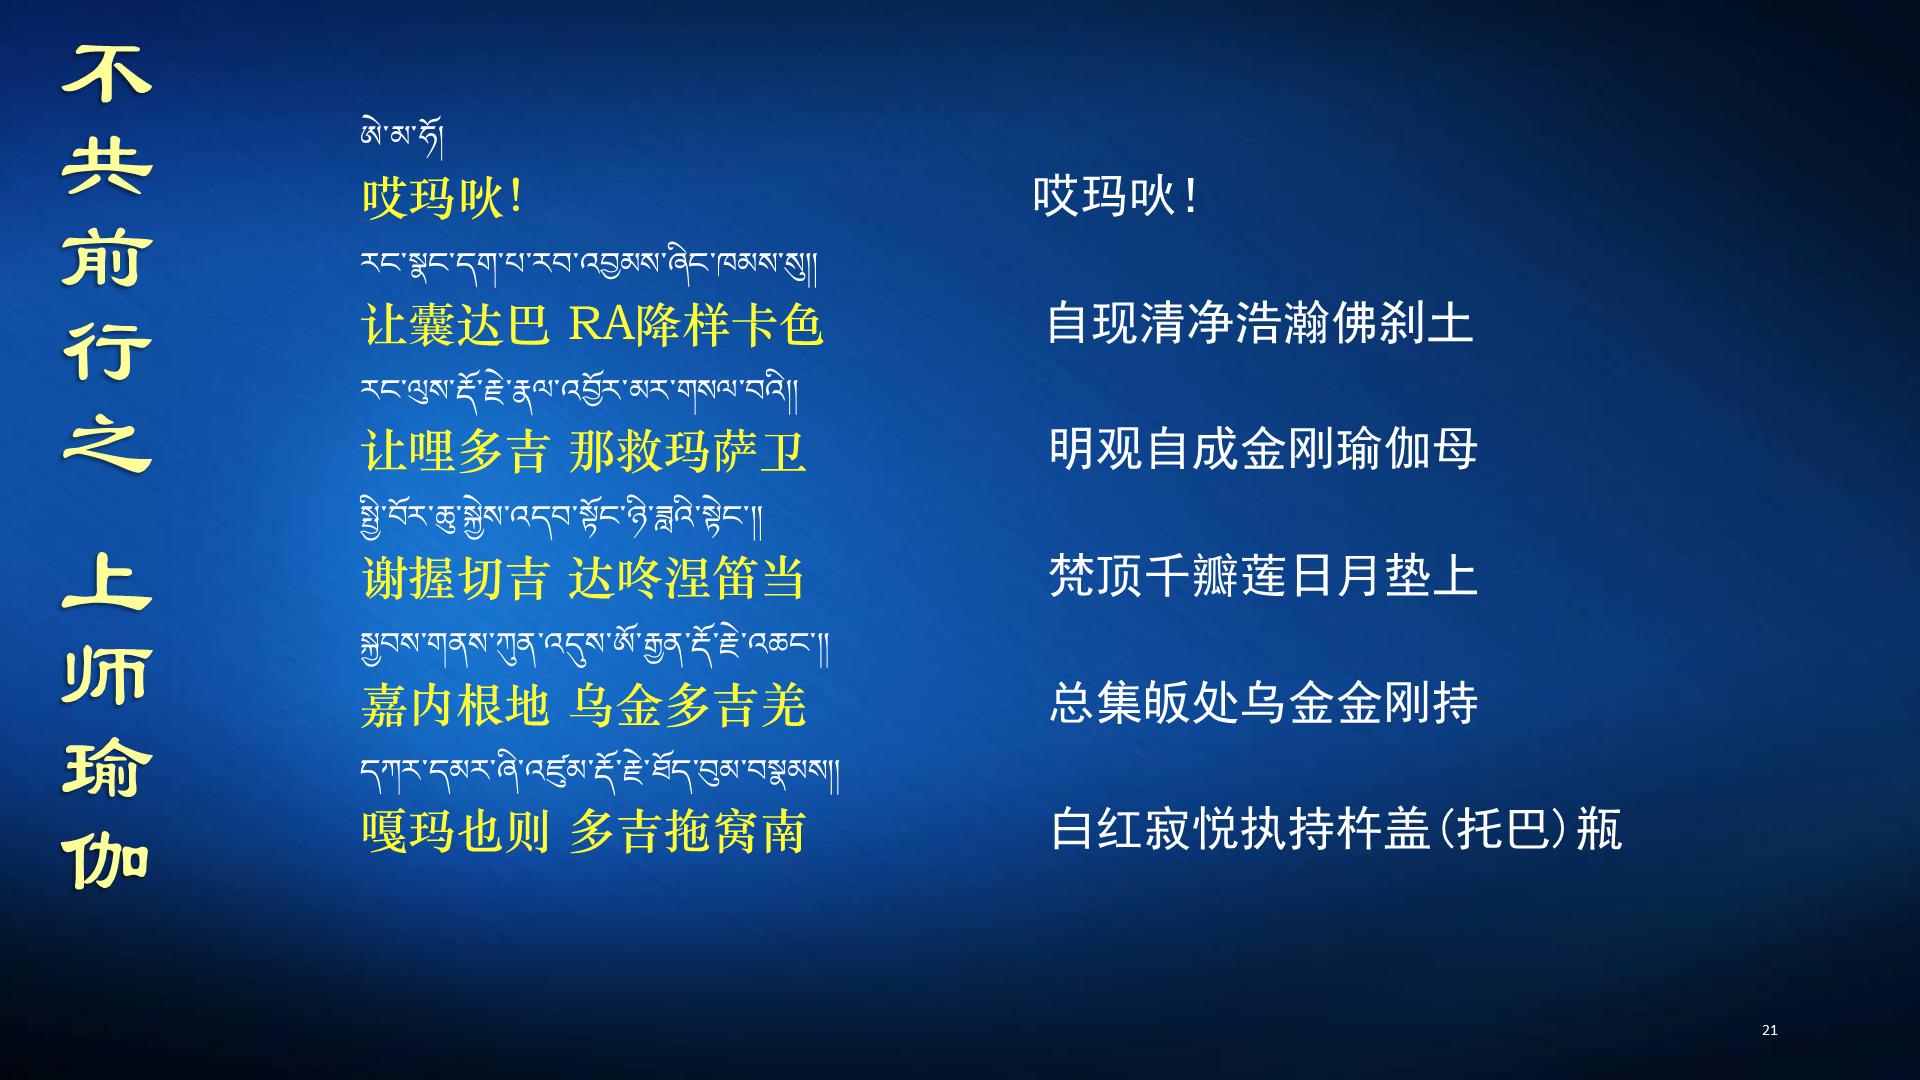 不共前行之 上师瑜伽
ཨེ་མ་ཧོ།
哎玛吙！ 哎玛吙！
རང་སྣང་དག་པ་རབ་འབྱམས་ཞིང་ཁམས་སུ།།
让囊达巴 RA降样卡色 自现清净浩瀚佛刹土
རང་ལུས་རྡོ་རྗེ་རྣལ་འབྱོར་མར་གསལ་བའི།།
让哩多吉 那救玛萨卫 明观自成金刚瑜伽母
སྤྱི་བོར་ཆུ་སྐྱེས་འདབ་སྟོང་ཉི་ཟླའི་སྟེང་།།
谢握切吉 达咚涅笛当 梵顶千瓣莲日月垫上
སྐྱབས་གནས་ཀུན་འདུས་ཨོ་རྒྱན་རྡོ་རྗེ་འཆང་།།
嘉内根地 乌金多吉羌 总集皈处乌金金刚持
དཀར་དམར་ཞི་འཛུམ་རྡོ་རྗེ་ཐོད་བུམ་བསྣམས།།
嘎玛也则 多吉拖窝南 白红寂悦执持杵盖(托巴)瓶
21